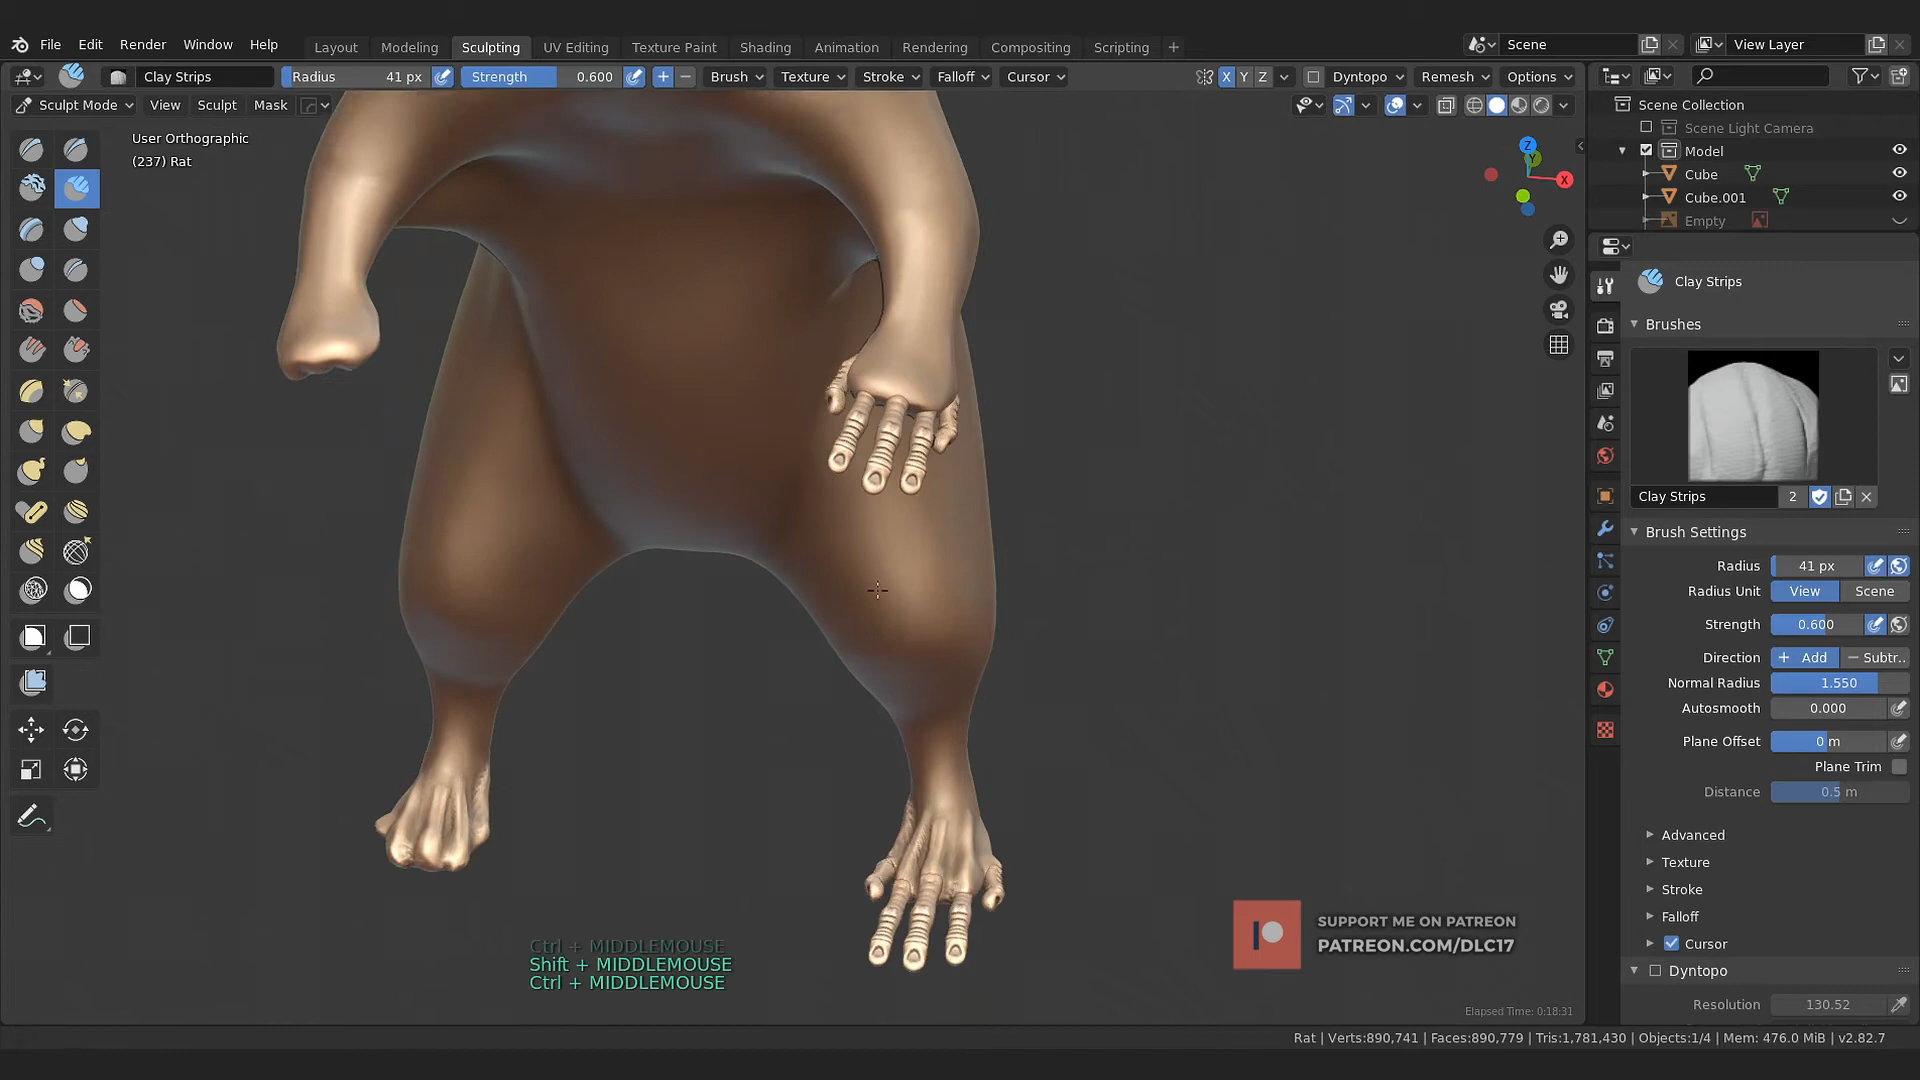 File Edit Render Window Help Layout Modeling Sculpting UV Editing Texture Paint Shading Animation Rendering Compositing Scripting + Scene View Layer
Clay Strips Radius 41 px Strength 0.600 + − Brush Texture Stroke Falloff Cursor X Y Z Dyntopo Remesh Options
Sculpt Mode View Sculpt Mask
User Orthographic
(237) Rat
Z
Y
X
Scene Collection
Scene Light Camera
Model
Cube
Cube.001
Empty
Clay Strips
Brushes
Clay Strips 2
Brush Settings
Radius 41 px
Radius Unit View Scene
Strength 0.600
Direction + Add − Subtr..
Normal Radius 1.550
Autosmooth 0.000
Plane Offset 0 m
Plane Trim
Distance 0.5 m
Advanced
Texture
Stroke
Falloff
Cursor
Dyntopo
Resolution 130.52
Ctrl + MIDDLEMOUSE
Shift + MIDDLEMOUSE
Ctrl + MIDDLEMOUSE
SUPPORT ME ON PATREON
PATREON.COM/DLC17
Elapsed Time: 0:18:31
Rat | Verts:890,741 | Faces:890,779 | Tris:1,781,430 | Objects:1/4 | Mem: 476.0 MiB | v2.82.7